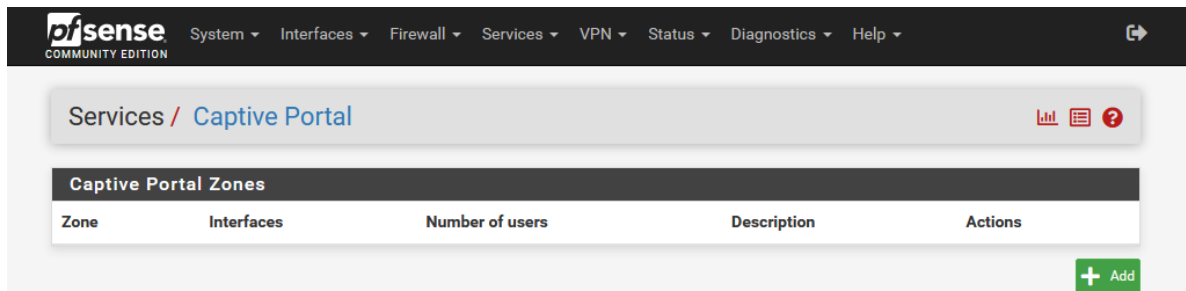 pfsense System Interfaces Firewall Services VPN Status Diagnostics Help
COMMUNITY EDITION
Services / Captive Portal
Captive Portal Zones
Zone Interfaces Number of users Description Actions
+ Add